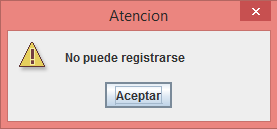 Atencion
No puede registrarse
Aceptar